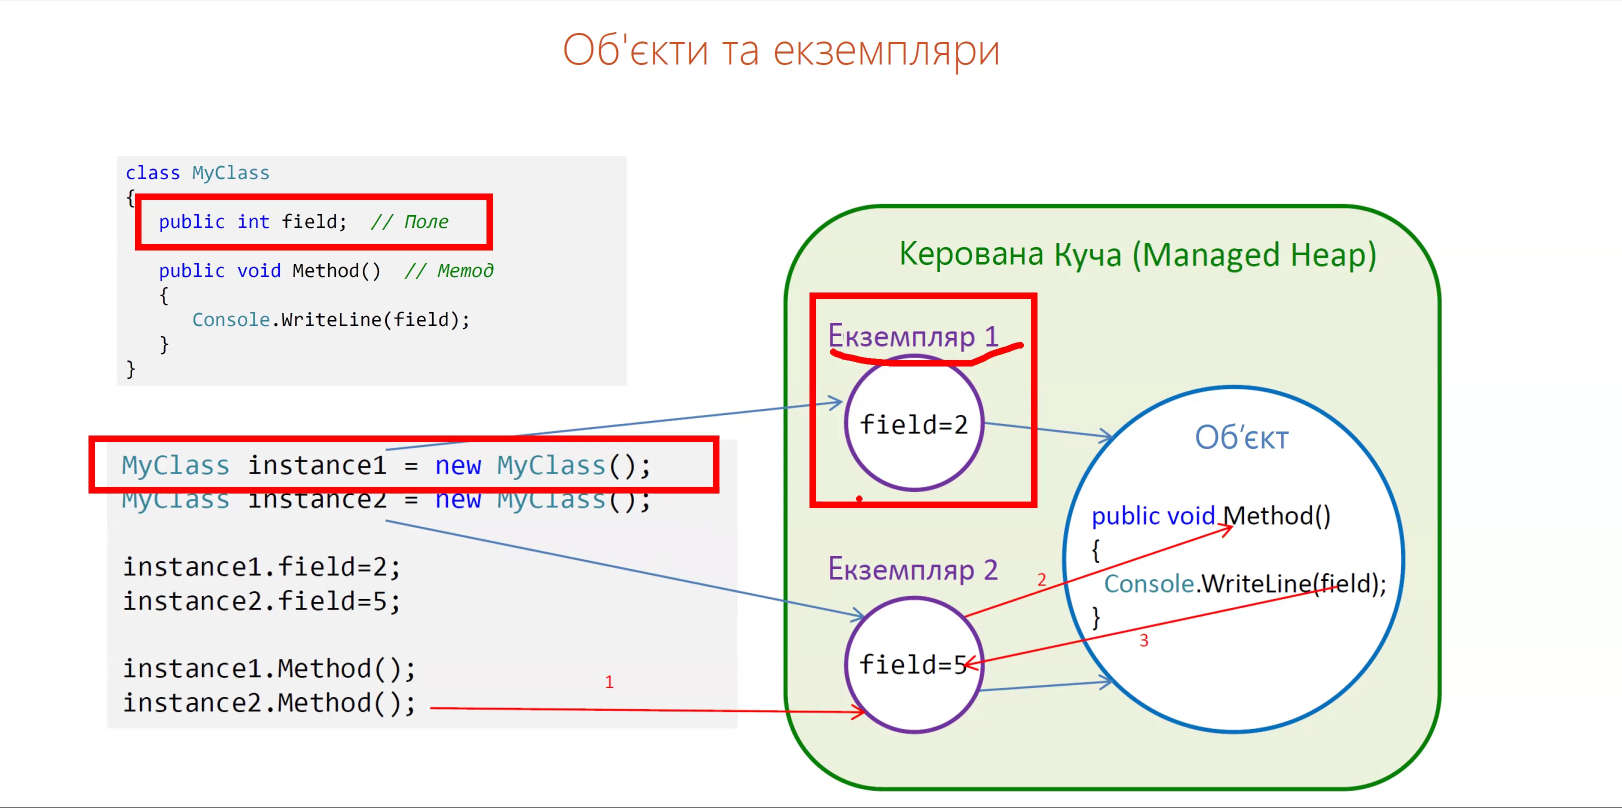 Об'єкти та екземпляри
class MyClass
{
public int field; // Поле
public void Method() // Метод
{
Console.WriteLine(field);
}
}
MyClass instance1 = new MyClass();
MyClass instance2 = new MyClass();
instance1.field=2;
instance2.field=5;
instance1.Method();
instance2.Method();
1
Керована Куча (Managed Heap)
Екземпляр 1
field=2
Екземпляр 2
field=5
Об’єкт
public void Method()
{
Console.WriteLine(field);
}
2
3